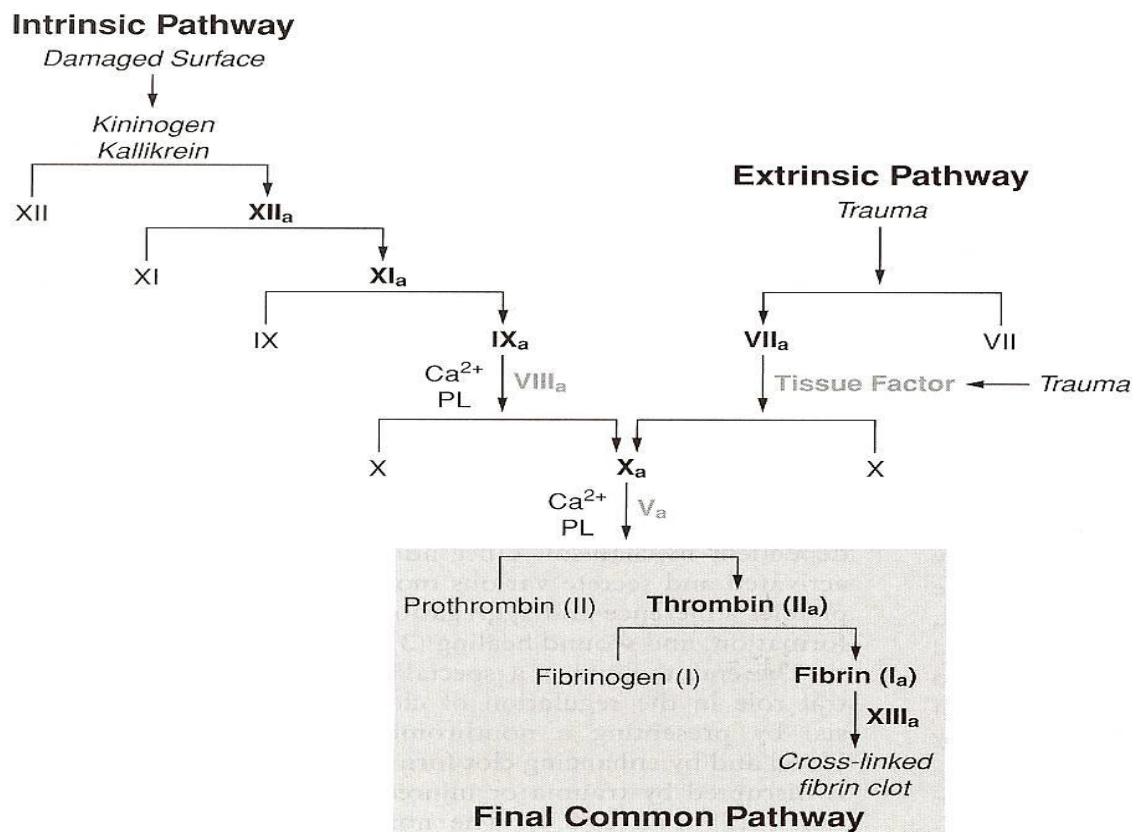 Intrinsic Pathway
Damaged Surface
Kininogen
Kallikrein
Extrinsic Pathway
Trauma
XII
XIIa
XI
XIa
IX
IXa
VIIa
VII
Ca2+
PL
VIIIa
Tissue Factor
Trauma
X
Xa
X
Ca2+
PL
Va
Prothrombin (II)
Thrombin (IIa)
Fibrinogen (I)
Fibrin (Ia)
XIIIa
Cross-linked
fibrin clot
Final Common Pathway